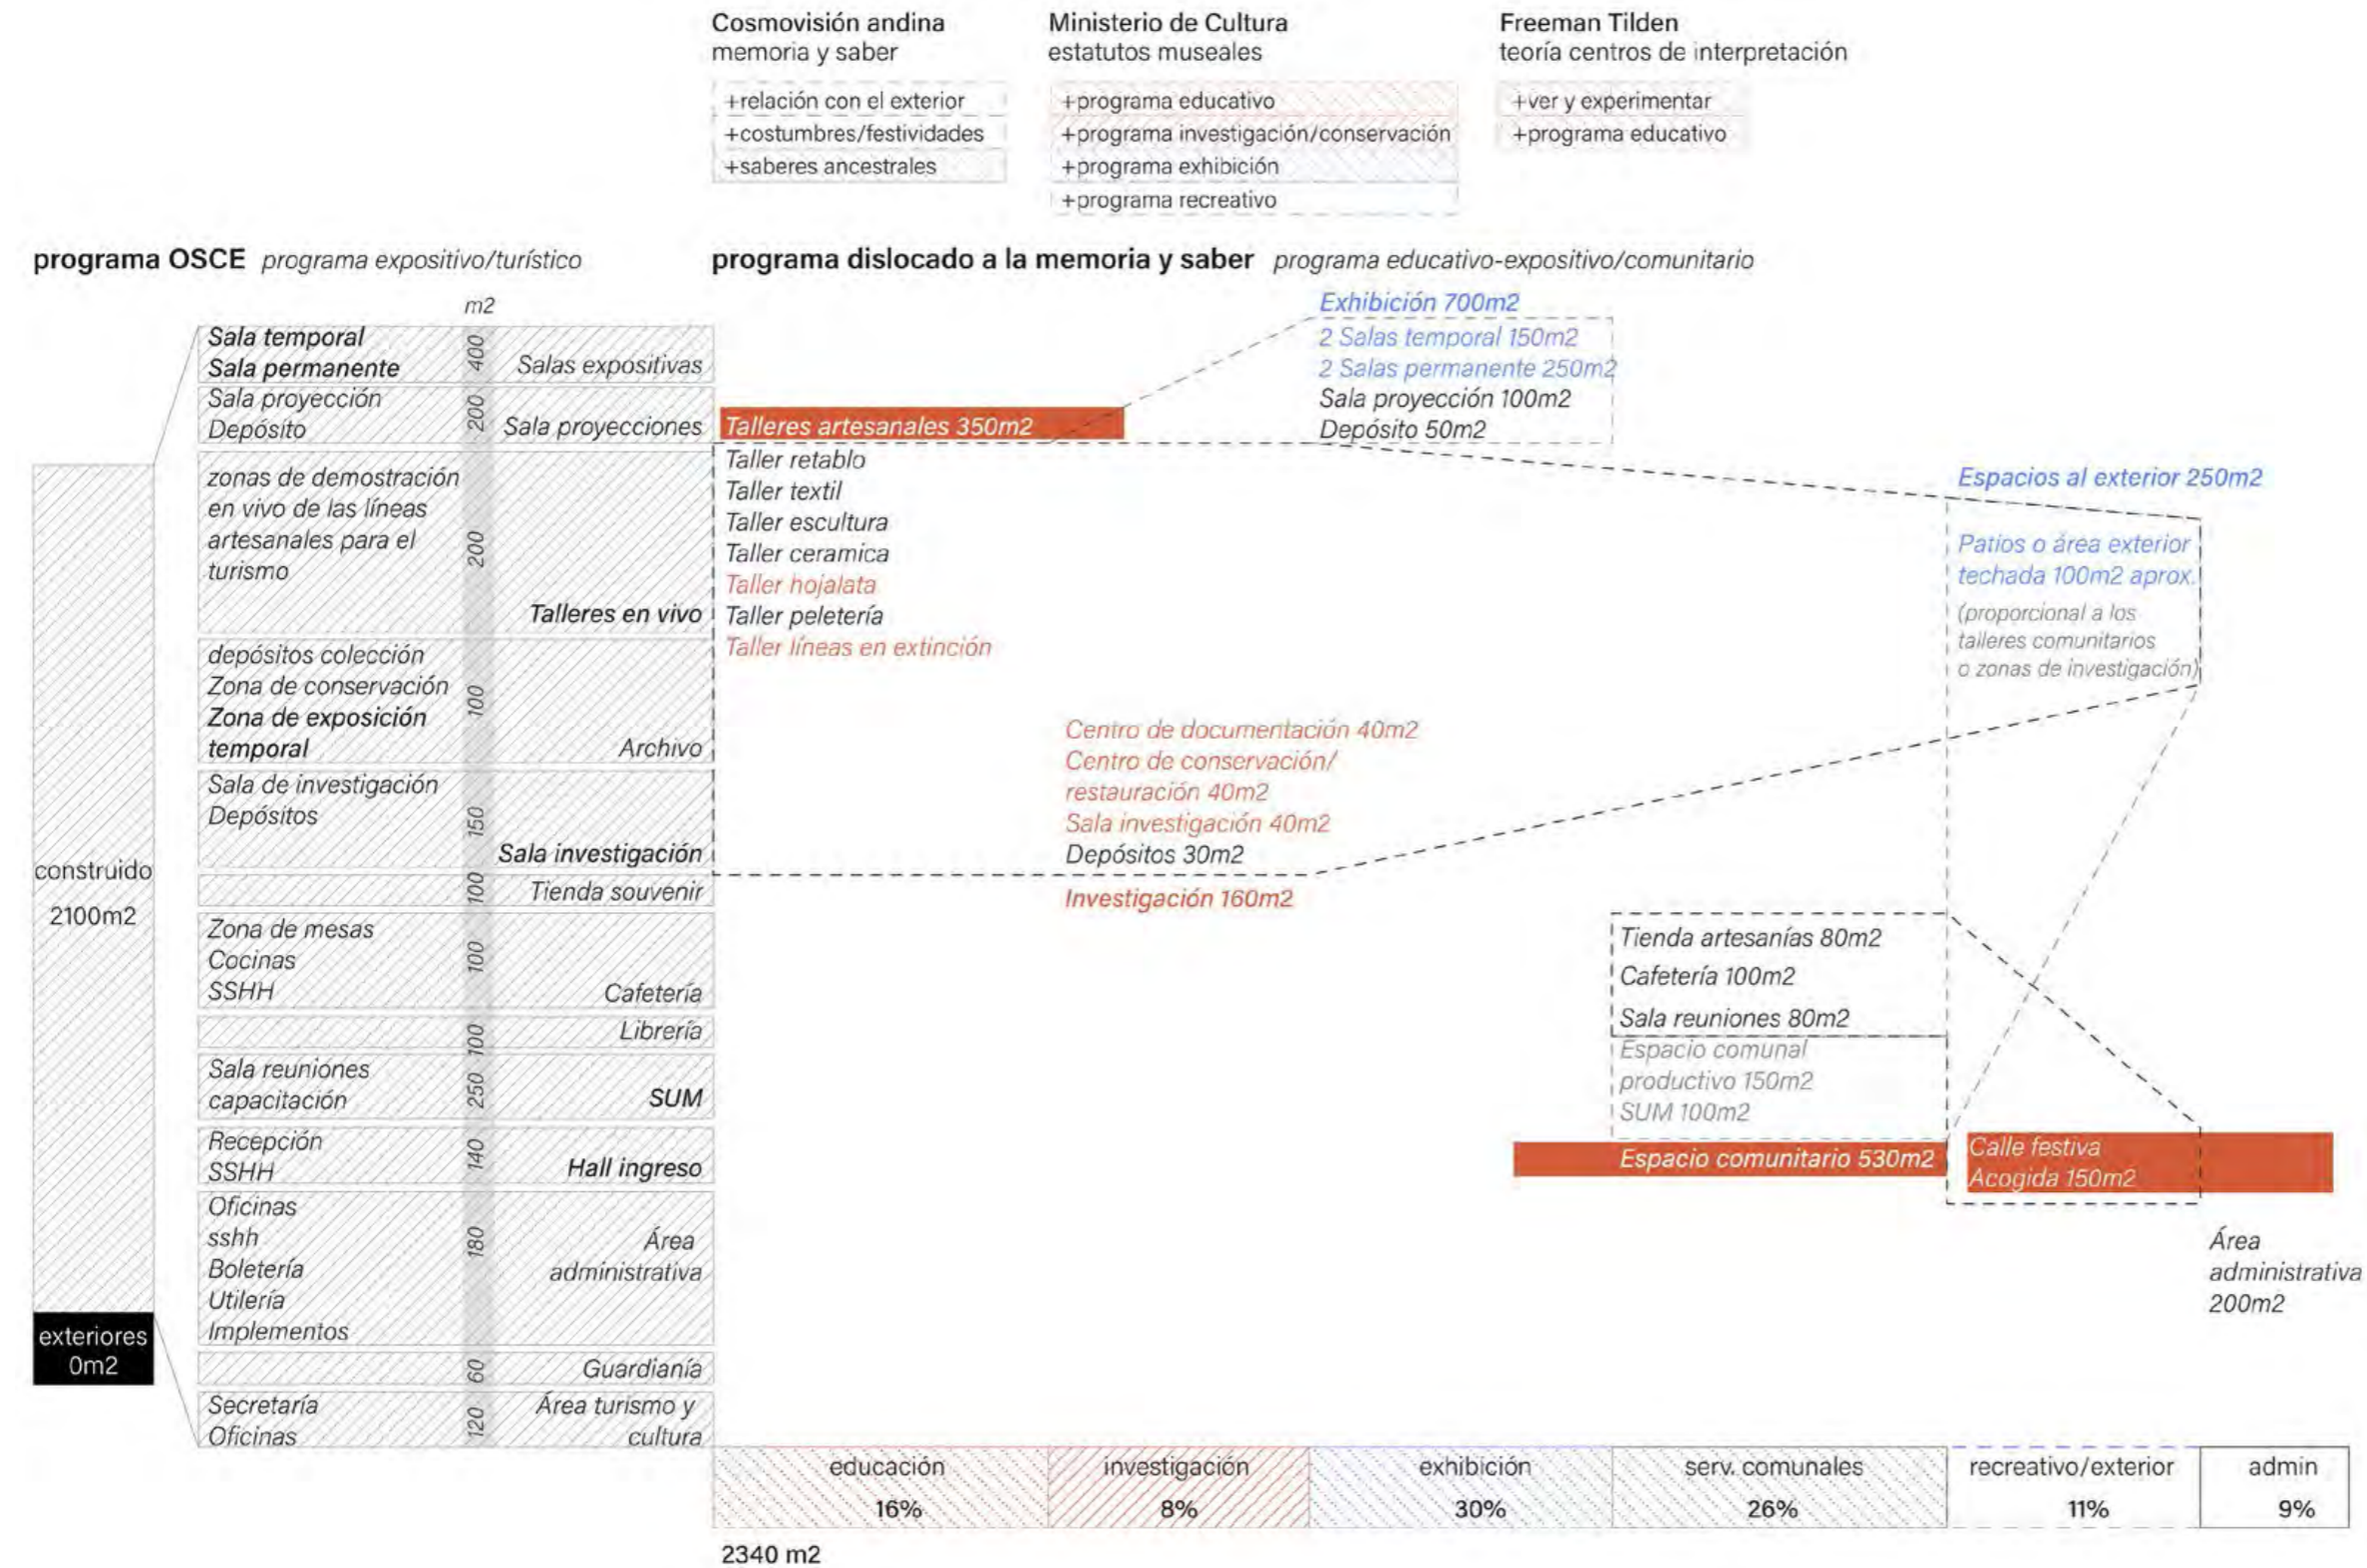 Cosmovisión andina
memoria y saber
+relación con el exterior
+costumbres/festividades
+saberes ancestrales
Ministerio de Cultura
estatutos museales
+programa educativo
+programa investigación/conservación
+programa exhibición
+programa recreativo
Freeman Tilden
teoría centros de interpretación
+ver y experimentar
+programa educativo
programa OSCE programa expositivo/turístico
m2
construido
2100m2
exteriores
0m2
Sala temporal
Sala permanente
400
Salas expositivas
Sala proyección
Depósito
200
Sala proyecciones
zonas de demostración
en vivo de las líneas
artesanales para el
turismo
200
Talleres en vivo
depósitos colección
Zona de conservación
Zona de exposición
temporal
100
Archivo
Sala de investigación
Depósitos
150
Sala investigación
100
Tienda souvenir
Zona de mesas
Cocinas
SSHH
100
Cafetería
100
Librería
Sala reuniones
capacitación
250
SUM
Recepción
SSHH
140
Hall ingreso
Oficinas
sshh
Boletería
Utilería
Implementos
180
Área
administrativa
60
Guardianía
Secretaría
Oficinas
120
Área turismo y
cultura
programa dislocado a la memoria y saber programa educativo-expositivo/comunitario
Talleres artesanales 350m2
Taller retablo
Taller textil
Taller escultura
Taller ceramica
Taller hojalata
Taller peletería
Taller líneas en extinción
Centro de documentación 40m2
Centro de conservación/
restauración 40m2
Sala investigación 40m2
Depósitos 30m2
Investigación 160m2
Exhibición 700m2
2 Salas temporal 150m2
2 Salas permanente 250m2
Sala proyección 100m2
Depósito 50m2
Tienda artesanías 80m2
Cafetería 100m2
Sala reuniones 80m2
Espacio comunal
productivo 150m2
SUM 100m2
Espacio comunitario 530m2
Espacios al exterior 250m2
Patios o área exterior
techada 100m2 aprox.
(proporcional a los
talleres comunitarios
o zonas de investigación)
Calle festiva
Acogida 150m2
Área
administrativa
200m2
educación
16%
investigación
8%
exhibición
30%
serv. comunales
26%
recreativo/exterior
11%
admin
9%
2340 m2